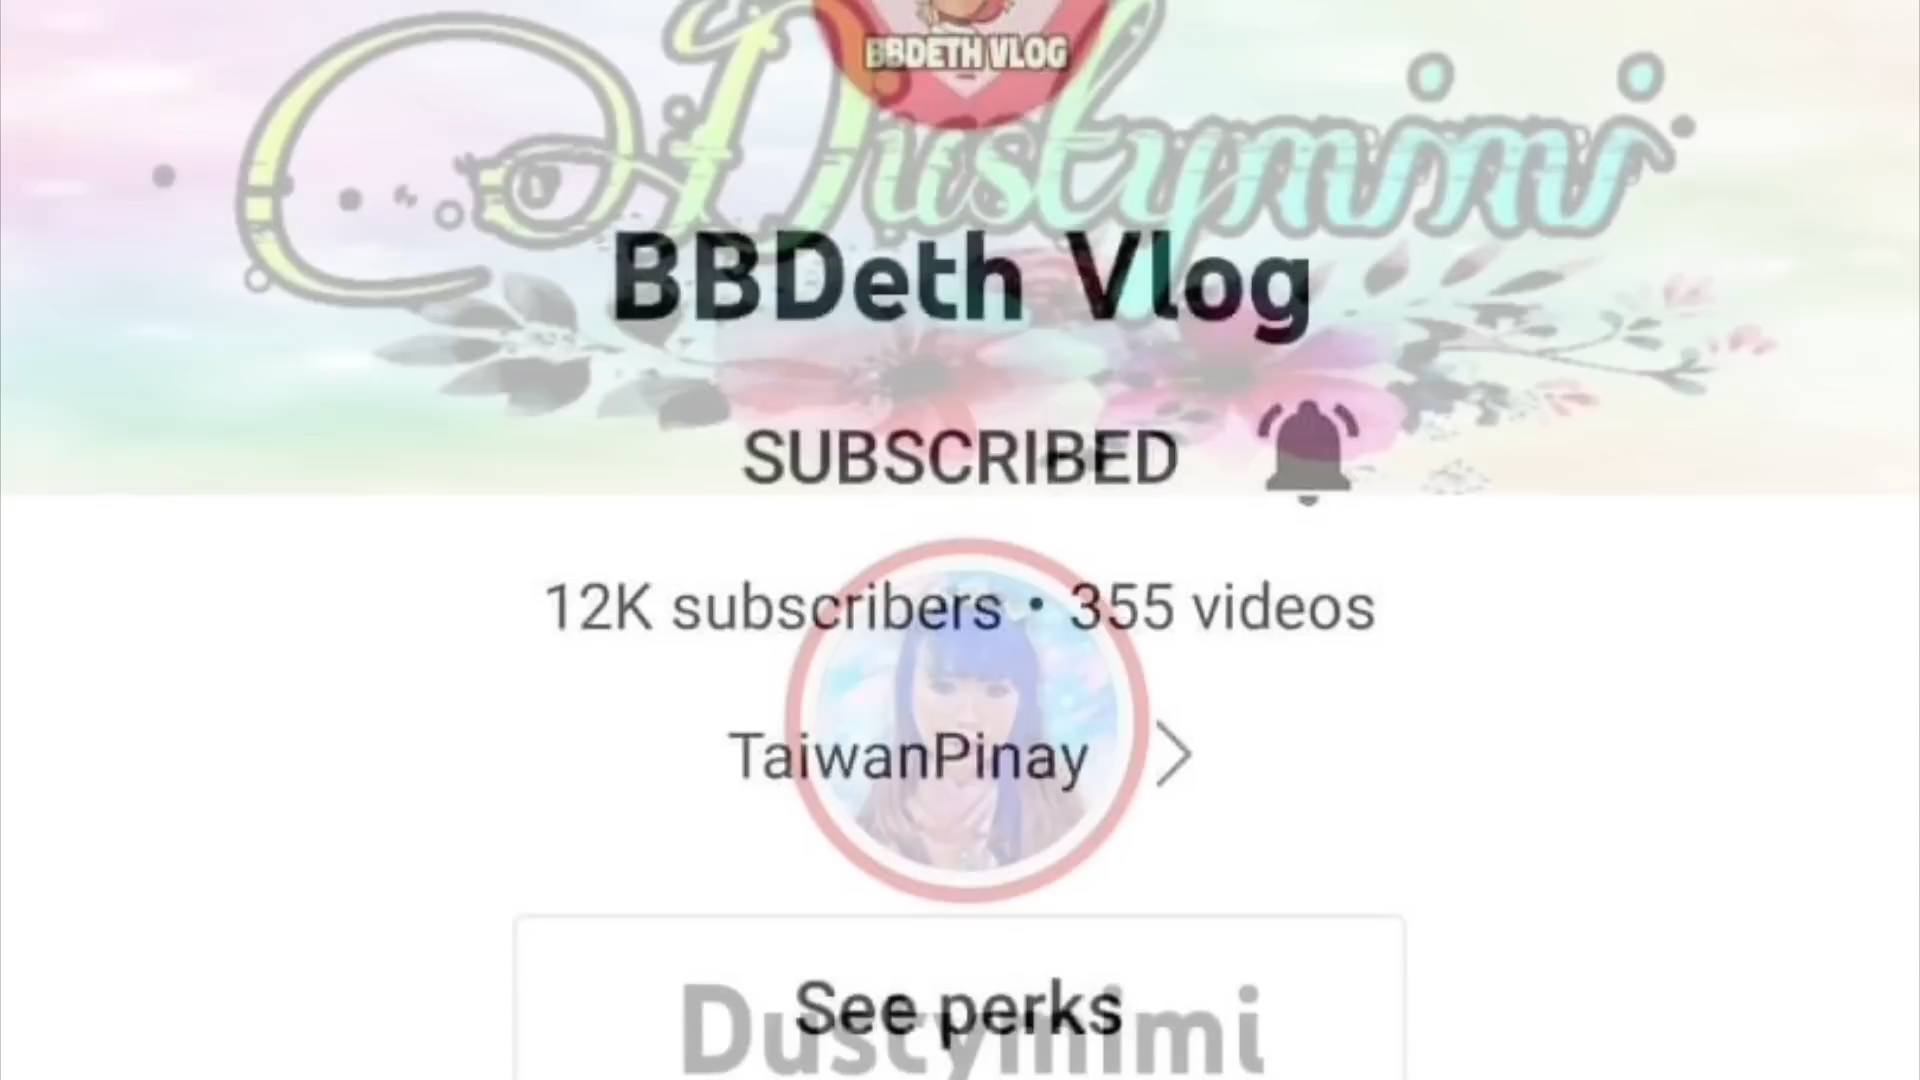 BBDETH VLOG
Dustymimi
BBDeth Vlog
SUBSCRIBED
12K subscribers • 355 videos
TaiwanPinay
See perks
Dustymimi